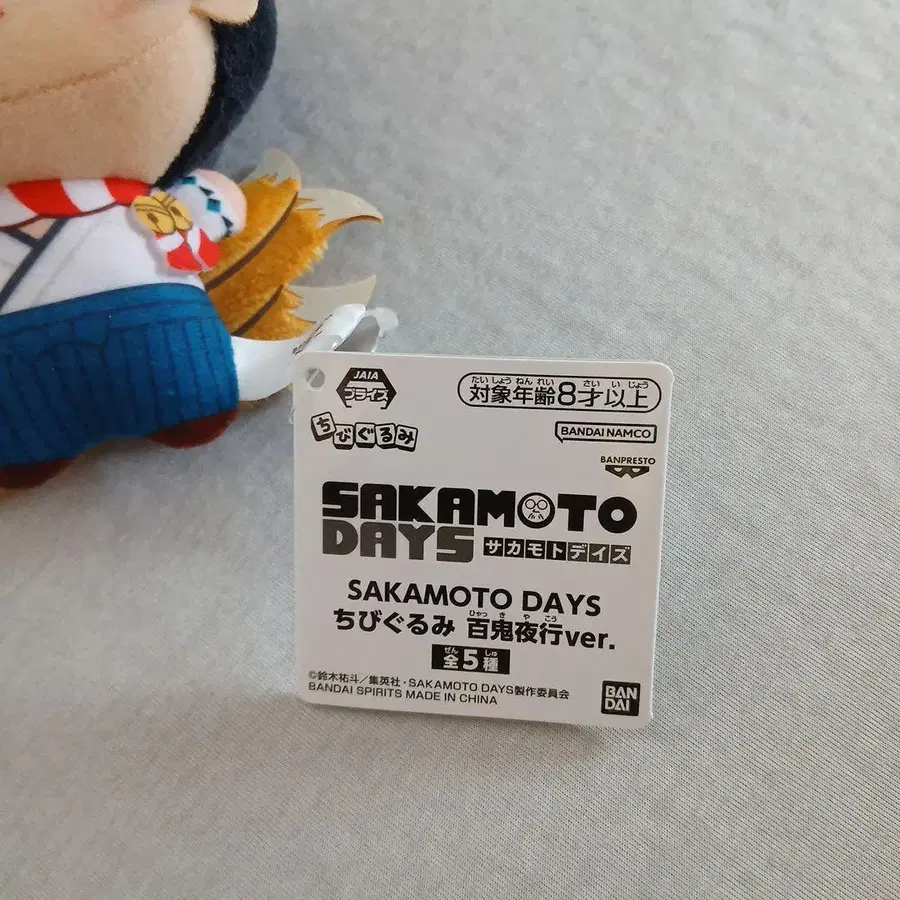 JAIA
プライズ
たいしょうねんれい さい いじょう
対象年齢8才以上
ちびぐるみ
BANDAI NAMCO
BANPRESTO
SAKAMOTO
DAYS サカモトデイズ
SAKAMOTO DAYS
ひゃっ き や こう
ちびぐるみ 百鬼夜行ver.
ぜん しゅ
全5種
©鈴木祐斗/集英社・SAKAMOTO DAYS製作委員会
BANDAI SPIRITS MADE IN CHINA
BAN
DAI